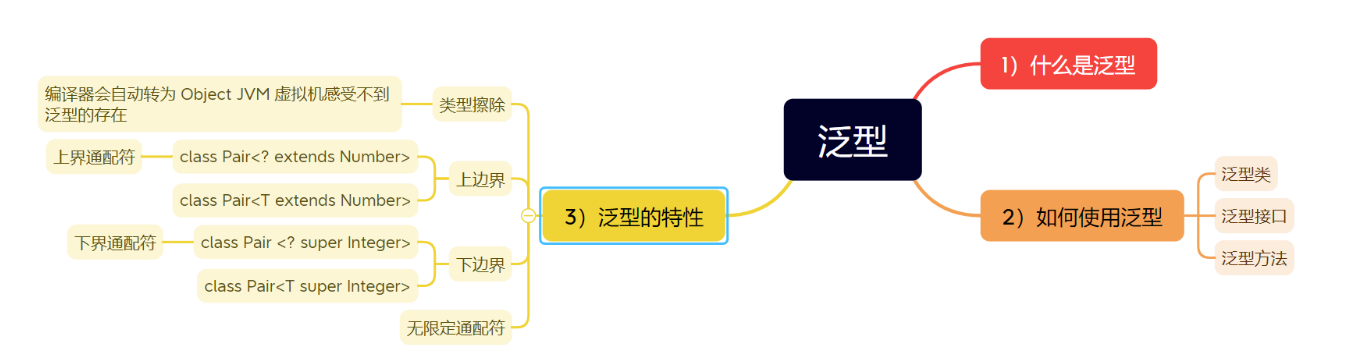 泛型
1）什么是泛型
2）如何使用泛型
泛型类
泛型接口
泛型方法
3）泛型的特性
类型擦除
编译器会自动转为 Object JVM 虚拟机感受不到
泛型的存在
上边界
class Pair<? extends Number>
上界通配符
class Pair<T extends Number>
下边界
class Pair <? super Integer>
下界通配符
class Pair<T super Integer>
无限定通配符